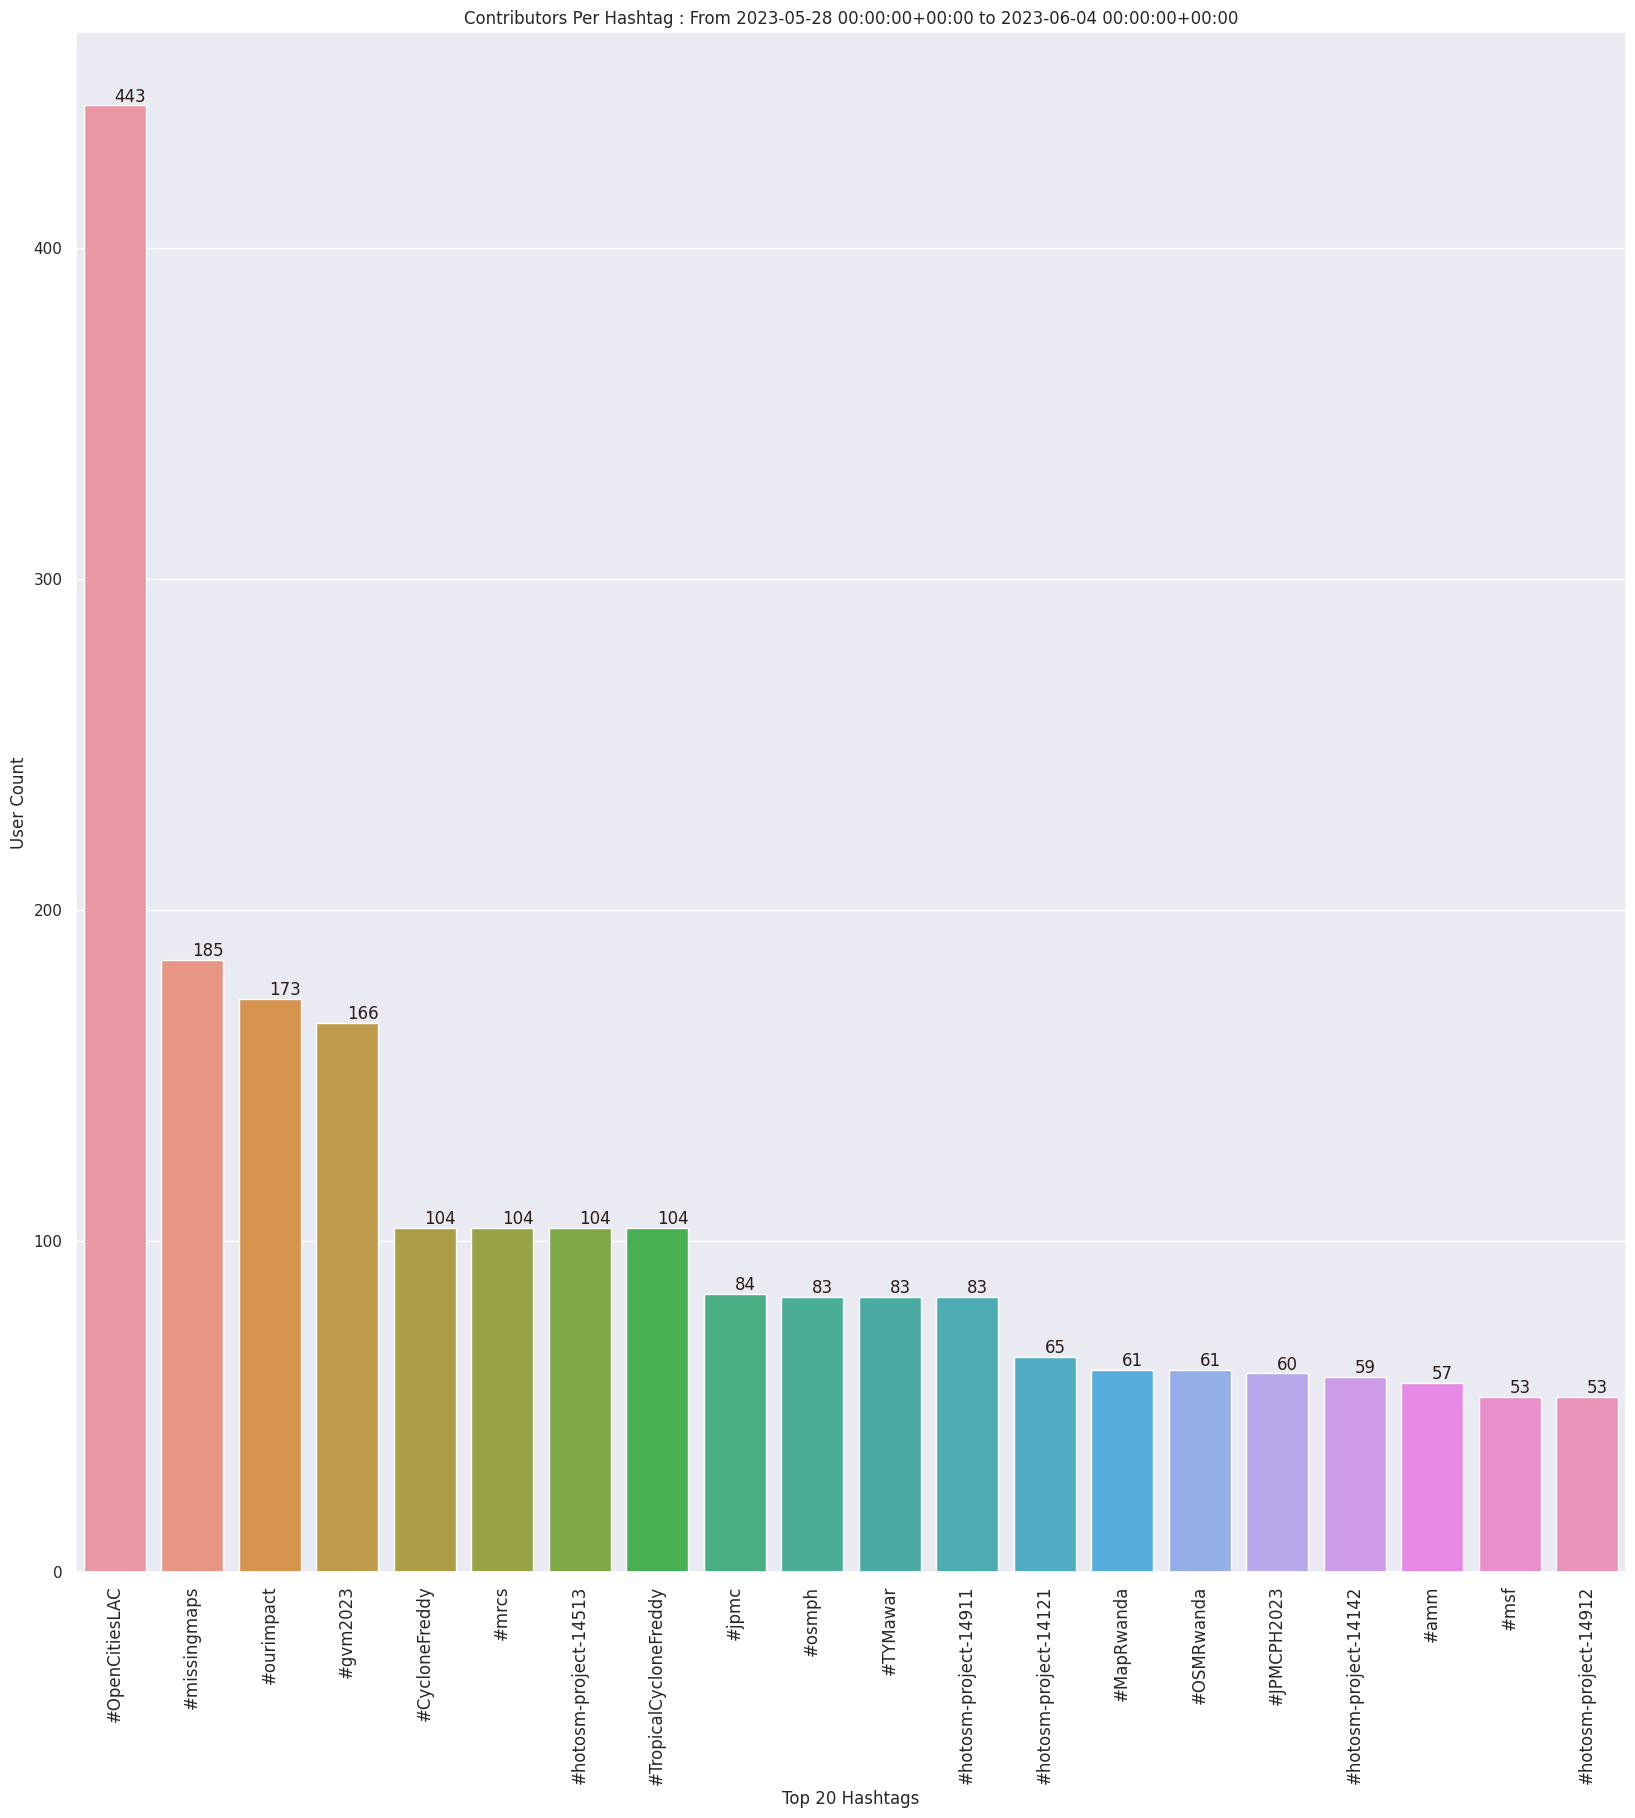 Contributors Per Hashtag : From 2023-05-28 00:00:00+00:00 to 2023-06-04 00:00:00+00:00
User Count
400
300
200
100
0
443
185
173
166
104
104
104
104
84
83
83
83
65
61
61
60
59
57
53
53
#OpenCitiesLAC
#missingmaps
#ourimpact
#gvm2023
#CycloneFreddy
#mrcs
#hotosm-project-14513
#TropicalCycloneFreddy
#jpmc
#osmph
#TYMawar
#hotosm-project-14911
#hotosm-project-14121
#MapRwanda
#OSMRwanda
#JPMCPH2023
#hotosm-project-14142
#amm
#msf
#hotosm-project-14912
Top 20 Hashtags